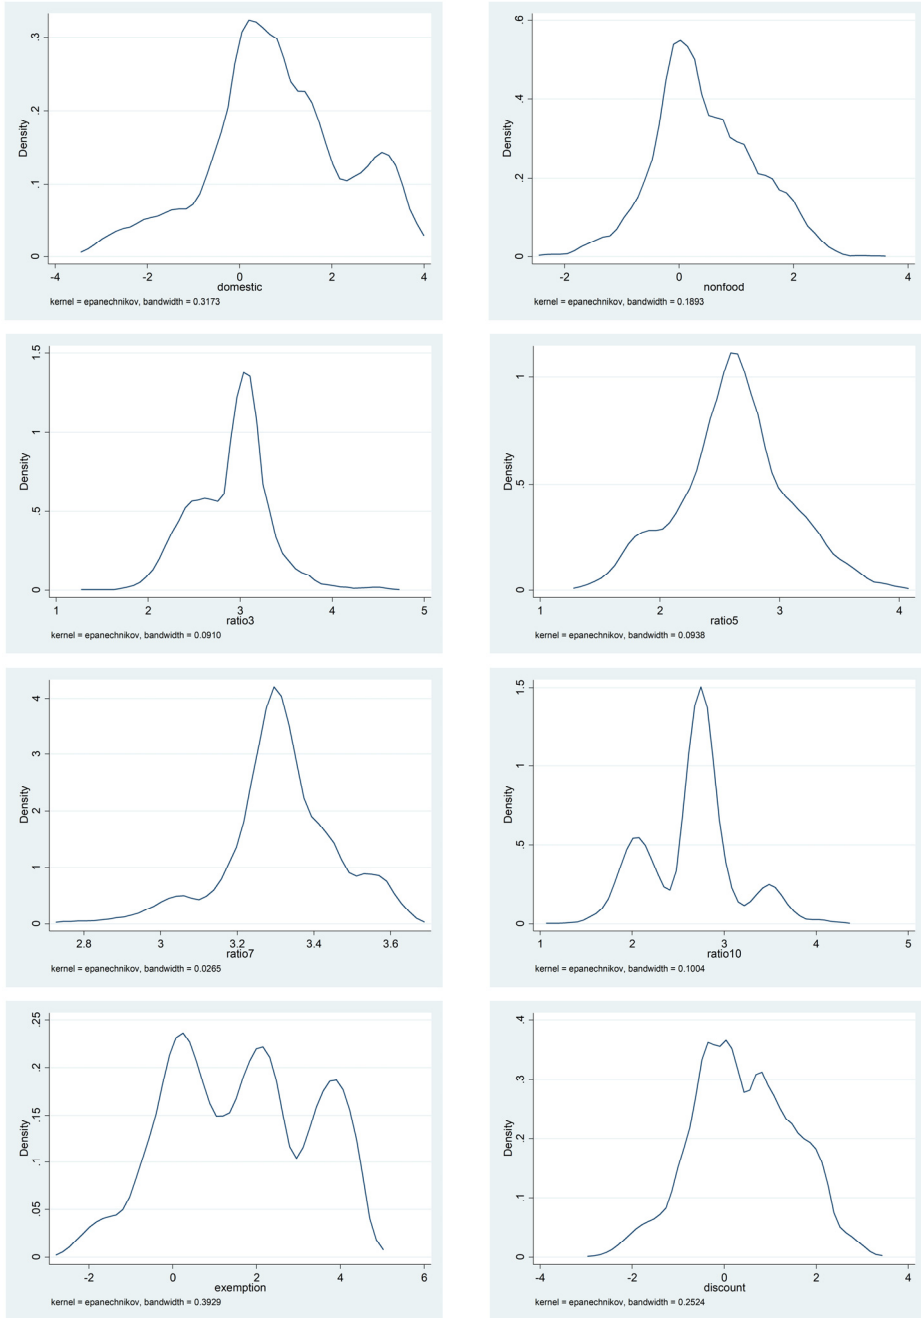 Density
.3
.2
.1
0
-4 -2 0 2 4
domestic
kernel = epanechnikov, bandwidth = 0.3173
Density
.6
.4
.2
0
-2 0 2 4
nonfood
kernel = epanechnikov, bandwidth = 0.1893
Density
1.5
1
.5
0
1 2 3 4 5
ratio3
kernel = epanechnikov, bandwidth = 0.0910
Density
1
.5
0
1 2 3 4
ratio5
kernel = epanechnikov, bandwidth = 0.0938
Density
4
3
2
1
0
2.8 3 3.2 3.4 3.6
ratio7
kernel = epanechnikov, bandwidth = 0.0265
Density
1.5
1
.5
0
1 2 3 4 5
ratio10
kernel = epanechnikov, bandwidth = 0.1004
Density
.25
.2
.15
.1
.05
0
-2 0 2 4 6
exemption
kernel = epanechnikov, bandwidth = 0.3929
Density
.4
.3
.2
.1
0
-4 -2 0 2 4
discount
kernel = epanechnikov, bandwidth = 0.2524